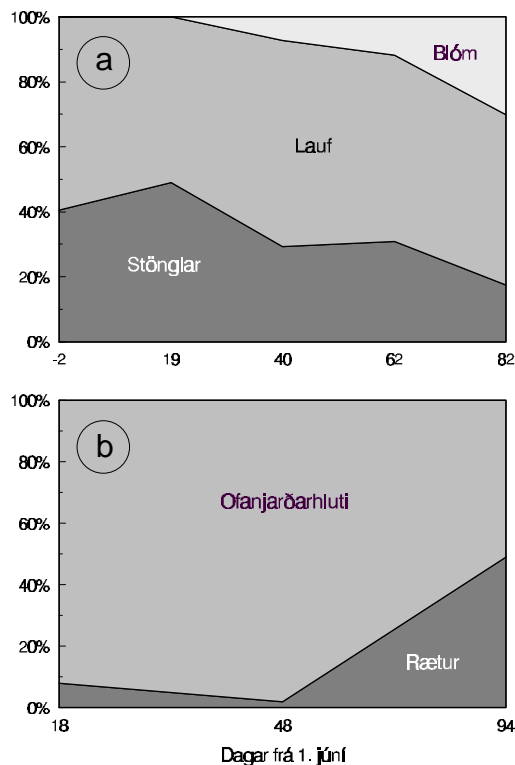 100%
80%
60%
40%
20%
0%
a
Blóm
Lauf
Stönglar
-2 19 40 62 82
100%
80%
60%
40%
20%
0%
b
Ofanjarðarhluti
Rætur
18 48 94
Dagar frá 1. júní